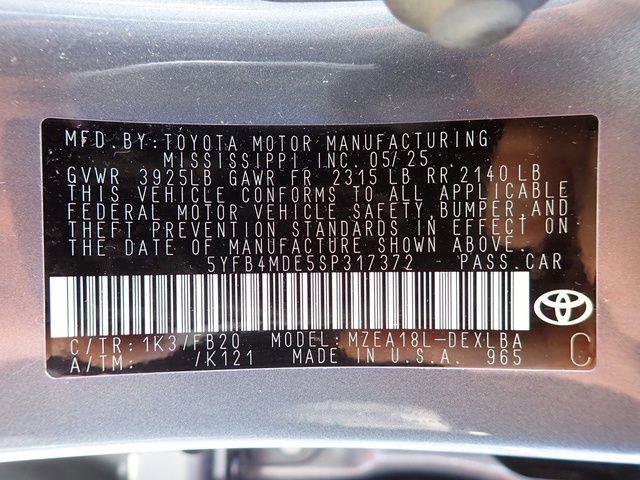 MFD. BY: TOYOTA MOTOR MANUFACTURING
MISSISSIPPI, INC. 05/25
GVWR 3925LB GAWR FR 2315 LB RR 2140 LB
THIS VEHICLE CONFORMS TO ALL APPLICABLE
FEDERAL MOTOR VEHICLE SAFETY, BUMPER, AND
THEFT PREVENTION STANDARDS IN EFFECT ON
THE DATE OF MANUFACTURE SHOWN ABOVE.
5YFB4MDE5SP317372 PASS. CAR
C/TR: 1K3/FB20 MODEL: MZEA18L-DEXLBA
A/TM: /K121 MADE IN U.S.A. 965 C